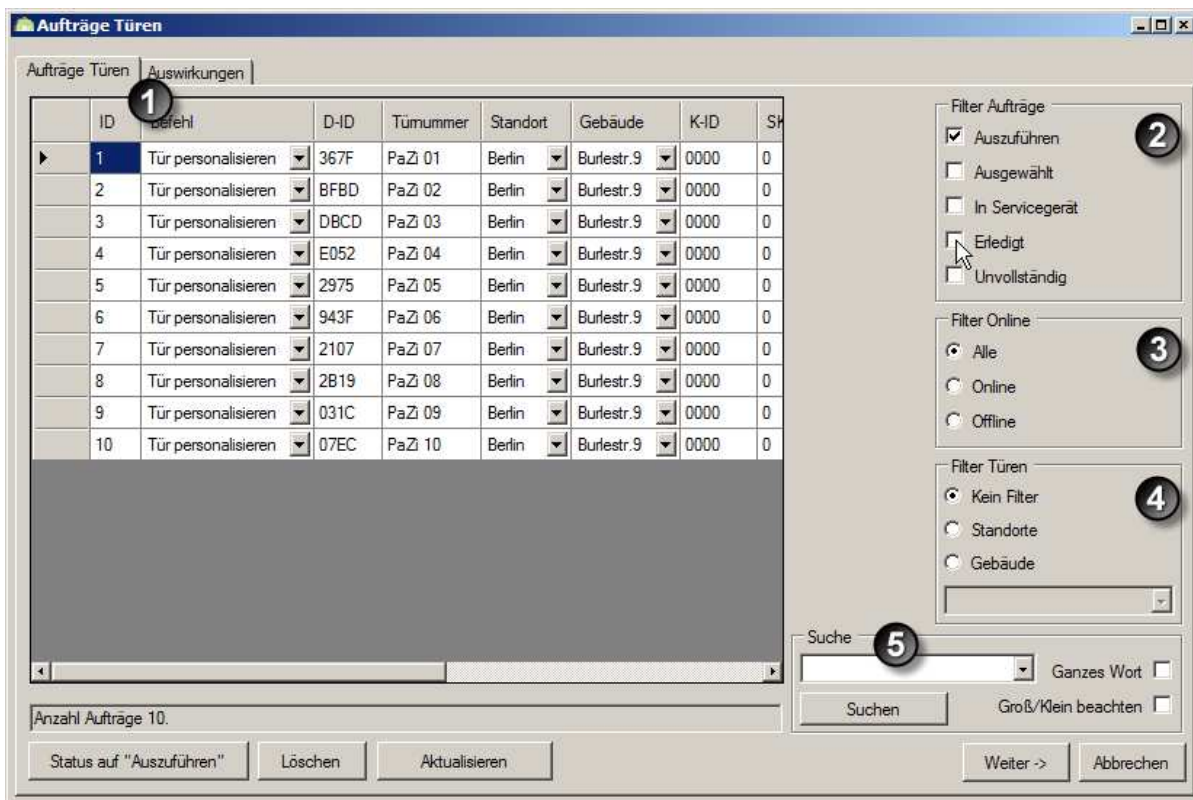 Aufträge Türen
Aufträge Türen Auswirkungen
1
ID Befehl D-ID Türnummer Standort Gebäude K-ID
1 Tür personalisieren 367F PaZi 01 Berlin Burlestr.9 0000 0
2 Tür personalisieren BFBD PaZi 02 Berlin Burlestr.9 0000 0
3 Tür personalisieren DBCD PaZi 03 Berlin Burlestr.9 0000 0
4 Tür personalisieren E052 PaZi 04 Berlin Burlestr.9 0000 0
5 Tür personalisieren 2975 PaZi 05 Berlin Burlestr.9 0000 0
6 Tür personalisieren 943F PaZi 06 Berlin Burlestr.9 0000 0
7 Tür personalisieren 2107 PaZi 07 Berlin Burlestr.9 0000 0
8 Tür personalisieren 2B19 PaZi 08 Berlin Burlestr.9 0000 0
9 Tür personalisieren 031C PaZi 09 Berlin Burlestr.9 0000 0
10 Tür personalisieren 07EC PaZi 10 Berlin Burlestr.9 0000 0
Filter Aufträge
2
Auszuführen
Ausgewählt
In Servicegerät
Erledigt
Unvollständig
Filter Online
3
Alle
Online
Offline
Filter Türen
4
Kein Filter
Standorte
Gebäude
Suche
5
Ganzes Wort
Suchen Groß/Klein beachten
Anzahl Aufträge 10.
Status auf "Auszuführen" Löschen Aktualisieren Weiter -> Abbrechen